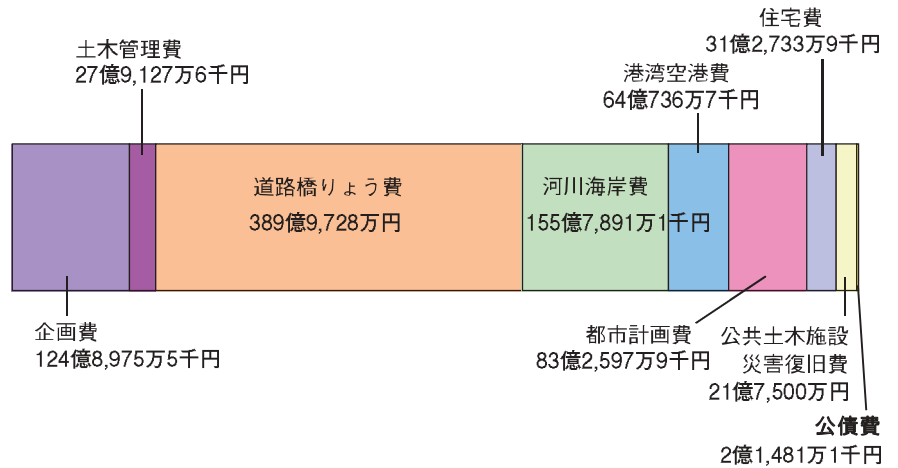 住宅費
31億2,733万9千円
土木管理費
27億9,127万6千円
港湾空港費
64億736万7千円
道路橋りょう費
389億9,728万円
河川海岸費
155億7,891万1千円
企画費
124億8,975万5千円
都市計画費
83億2,597万9千円
公共土木施設
災害復旧費
21億7,500万円
公債費
2億1,481万1千円